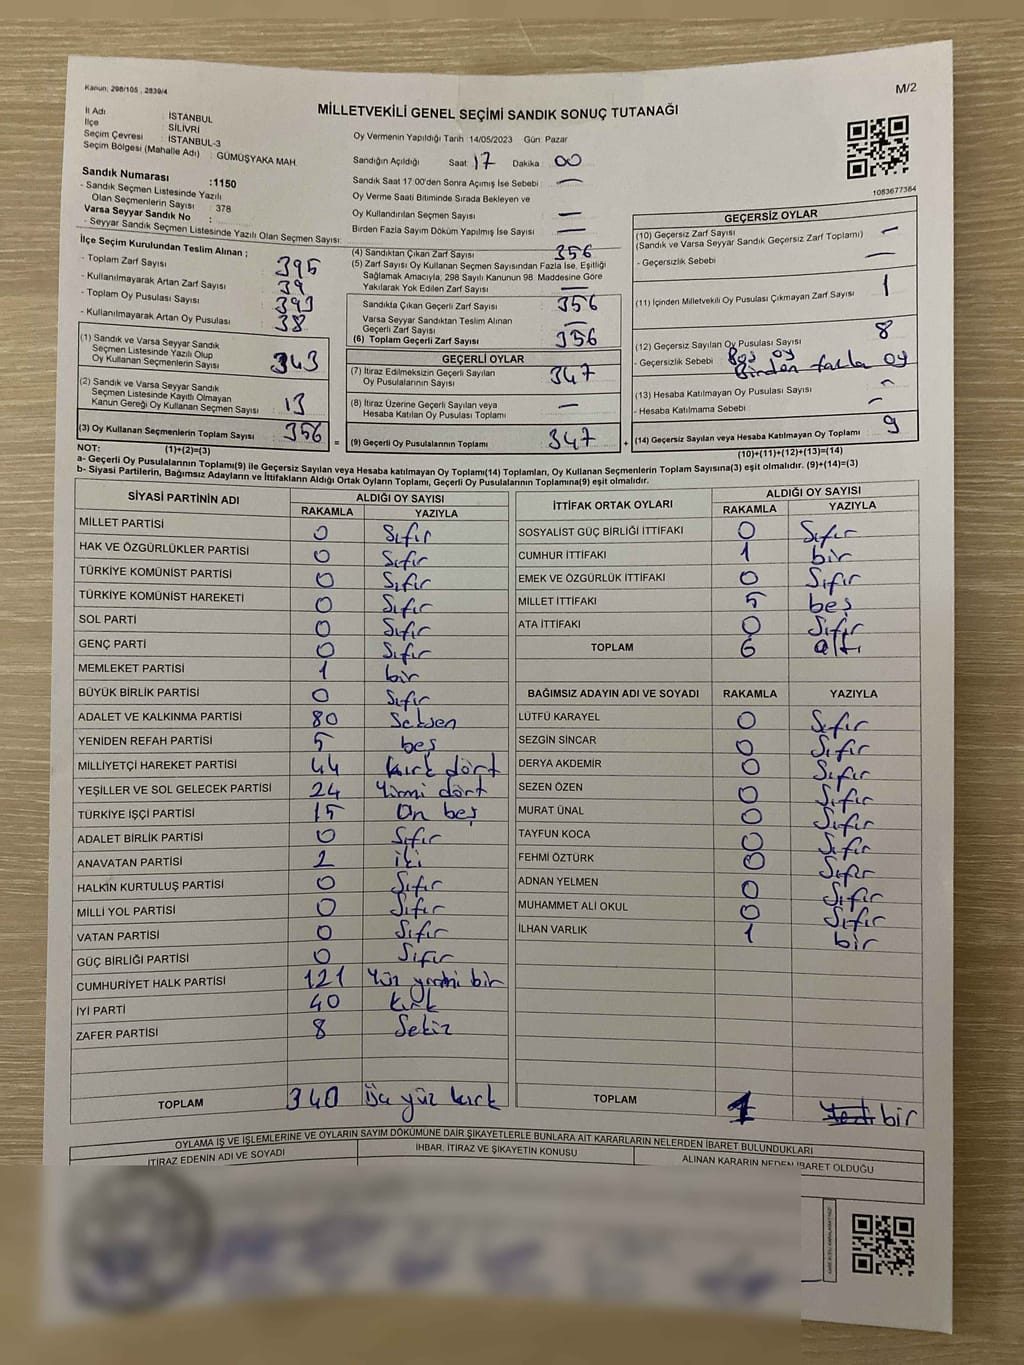 Kanun, 298/105 , 2839/4
M/2
MİLLETVEKİLİ GENEL SEÇİMİ SANDIK SONUÇ TUTANAĞI
İl Adı : İSTANBUL
İlçe : SİLİVRİ
Seçim Çevresi : İSTANBUL-3
Seçim Bölgesi (Mahalle Adı) : GÜMÜŞYAKA MAH
Sandık Numarası :1150
- Sandık Seçmen Listesinde Yazılı
Olan Seçmenlerin Sayısı : 378
Varsa Seyyar Sandık No :
- Seyyar Sandık Seçmen Listesinde Yazılı Olan Seçmen Sayısı:
Oy Vermenin Yapıldığı Tarih 14/05/2023 Gün: Pazar
Sandığın Açıldığı Saat 17 Dakika 00
Sandık Saat 17:00'den Sonra Açımış İse Sebebi : —
Oy Verme Saati Bitiminde Sırada Bekleyen ve
Oy Kullandırılan Seçmen Sayısı : —
Birden Fazla Sayım Döküm Yapılmış İse Sayısı : —
1083677364
İlçe Seçim Kurulundan Teslim Alınan ;
- Toplam Zarf Sayısı : 395
- Kullanılmayarak Artan Zarf Sayısı : 39
- Toplam Oy Pusulası Sayısı : 393
- Kullanılmayarak Artan Oy Pusulası : 38
(1) Sandık ve Varsa Seyyar Sandık
Seçmen Listesinde Yazılı Olup
Oy Kullanan Seçmenlerin Sayısı : 343
(2) Sandık ve Varsa Seyyar Sandık
Seçmen Listesinde Kayıtlı Olmayan
Kanun Gereği Oy Kullanan Seçmen Sayısı : 13
(3) Oy Kullanan Seçmenlerin Toplam Sayısı : 356
(1)+(2)=(3)
(4) Sandıktan Çıkan Zarf Sayısı : 356
(5) Zarf Sayısı Oy Kullanan Seçmen Sayısından Fazla İse, Eşitliği
Sağlamak Amacıyla, 298 Sayılı Kanunun 98. Maddesine Göre
Yakılarak Yok Edilen Zarf Sayısı : —
Sandıkta Çıkan Geçerli Zarf Sayısı : 356
Varsa Seyyar Sandıktan Teslim Alınan
Geçerli Zarf Sayısı : —
(6) Toplam Geçerli Zarf Sayısı : 356
GEÇERLİ OYLAR
(7) İtiraz Edilmeksizin Geçerli Sayılan
Oy Pusulalarının Sayısı : 347
(8) İtiraz Üzerine Geçerli Sayılan veya
Hesaba Katılan Oy Pusulası Toplamı : —
= (9) Geçerli Oy Pusulalarının Toplamı : 347 +
GEÇERSİZ OYLAR
(10) Geçersiz Zarf Sayısı : —
(Sandık ve Varsa Seyyar Sandık Geçersiz Zarf Toplamı)
- Geçersizlik Sebebi : —
(11) İçinden Milletvekili Oy Pusulası Çıkmayan Zarf Sayısı : 1
(12) Geçersiz Sayılan Oy Pusulası Sayısı : 8
- Geçersizlik Sebebi : Boş oy
Birden fazla oy
(13) Hesaba Katılmayan Oy Pusulası Sayısı : —
- Hesaba Katılmama Sebebi : —
(14) Geçersiz Sayılan veya Hesaba Katılmayan Oy Toplamı : 9
(10)+(11)+(12)+(13)=(14)
NOT:
a- Geçerli Oy Pusulalarının Toplamı(9) ile Geçersiz Sayılan veya Hesaba katılmayan Oy Toplamı(14) Toplamları, Oy Kullanan Seçmenlerin Toplam Sayısına(3) eşit olmalıdır. (9)+(14)=(3)
b- Siyasi Partilerin, Bağımsız Adayların ve İttifakların Aldığı Ortak Oyların Toplamı, Geçerli Oy Pusulalarının Toplamına(9) eşit olmalıdır.
SİYASİ PARTİNİN ADI ALDIĞI OY SAYISI
RAKAMLA YAZIYLA
MİLLET PARTİSİ 0 Sıfır
HAK VE ÖZGÜRLÜKLER PARTİSİ 0 Sıfır
TÜRKİYE KOMÜNİST PARTİSİ 0 Sıfır
TÜRKİYE KOMÜNİST HAREKETİ 0 Sıfır
SOL PARTİ 0 Sıfır
GENÇ PARTİ 0 Sıfır
MEMLEKET PARTİSİ 1 bir
BÜYÜK BİRLİK PARTİSİ 0 Sıfır
ADALET VE KALKINMA PARTİSİ 80 Seksen
YENİDEN REFAH PARTİSİ 5 beş
MİLLİYETÇİ HAREKET PARTİSİ 44 kırk dört
YEŞİLLER VE SOL GELECEK PARTİSİ 24 Yirmi dört
TÜRKİYE İŞÇİ PARTİSİ 15 On beş
ADALET BİRLİK PARTİSİ 0 Sıfır
ANAVATAN PARTİSİ 2 iki
HALKIN KURTULUŞ PARTİSİ 0 Sıfır
MİLLİ YOL PARTİSİ 0 Sıfır
VATAN PARTİSİ 0 Sıfır
GÜÇ BİRLİĞİ PARTİSİ 0 Sıfır
CUMHURİYET HALK PARTİSİ 121 Yüz yirmi bir
İYİ PARTİ 40 kırk
ZAFER PARTİSİ 8 Sekiz
TOPLAM 340 Üç yüz kırk
İTTİFAK ORTAK OYLARI ALDIĞI OY SAYISI
RAKAMLA YAZIYLA
SOSYALİST GÜÇ BİRLİĞİ İTTİFAKI 0 Sıfır
CUMHUR İTTİFAKI 1 bir
EMEK VE ÖZGÜRLÜK İTTİFAKI 0 Sıfır
MİLLET İTTİFAKI 5 beş
ATA İTTİFAKI 0 Sıfır
TOPLAM 6 altı
BAĞIMSIZ ADAYIN ADI VE SOYADI RAKAMLA YAZIYLA
LÜTFÜ KARAYEL 0 Sıfır
SEZGİN SİNCAR 0 Sıfır
DERYA AKDEMİR 0 Sıfır
SEZEN ÖZEN 0 Sıfır
MURAT ÜNAL 0 Sıfır
TAYFUN KOCA 0 Sıfır
FEHMİ ÖZTÜRK 0 Sıfır
ADNAN YELMEN 0 Sıfır
MUHAMMET ALİ OKUL 0 Sıfır
İLHAN VARLIK 1 bir
TOPLAM 1 bir
OYLAMA İŞ VE İŞLEMLERİNE VE OYLARIN SAYIM DÖKÜMÜNE DAİR ŞİKAYETLERLE BUNLARA AİT KARARLARIN NELERDEN İBARET BULUNDUKLARI
İTİRAZ EDENİN ADI VE SOYADI İHBAR, İTİRAZ VE ŞİKAYETİN KONUSU ALINAN KARARIN NEDEN İBARET OLDUĞU